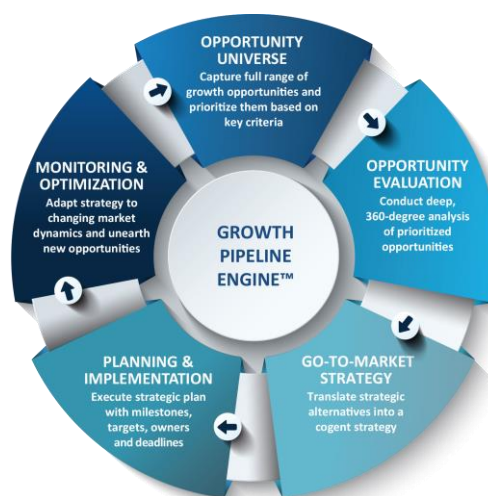 OPPORTUNITY
UNIVERSE
Capture full range of
growth opportunities and
prioritize them based on
key criteria
OPPORTUNITY
EVALUATION
Conduct deep,
360-degree analysis
of prioritized
opportunities
GO-TO-MARKET
STRATEGY
Translate strategic
alternatives into a
cogent strategy
PLANNING &
IMPLEMENTATION
Execute strategic plan
with milestones,
targets, owners
and deadlines
MONITORING &
OPTIMIZATION
Adapt strategy to
changing market
dynamics and unearth
new opportunities
GROWTH
PIPELINE
ENGINE™